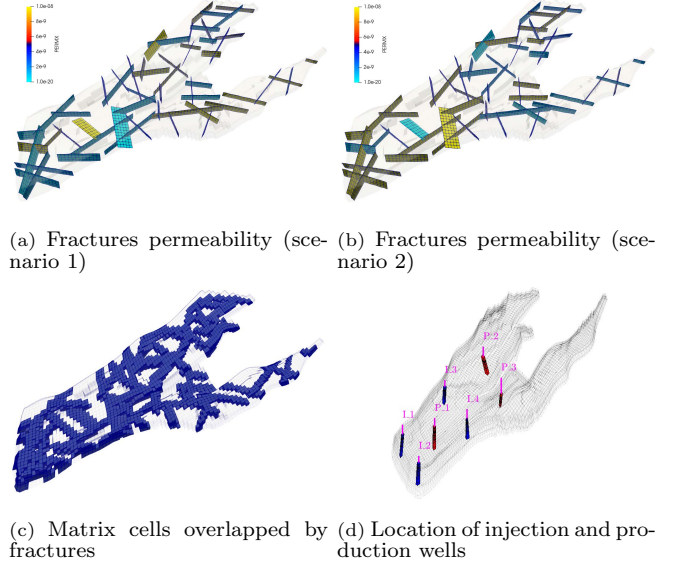 1.0e-08
8e-9
6e-9
4e-9
2e-9
1.0e-20
PERMX
1.0e-08
8e-9
6e-9
4e-9
2e-9
1.0e-20
PERMX
(a) Fractures permeability (sce-
nario 1)
(b) Fractures permeability (sce-
nario 2)
P.2
I.3
P.3
I.1
P.1
I.4
I.2
(c) Matrix cells overlapped by
fractures
(d) Location of injection and pro-
duction wells